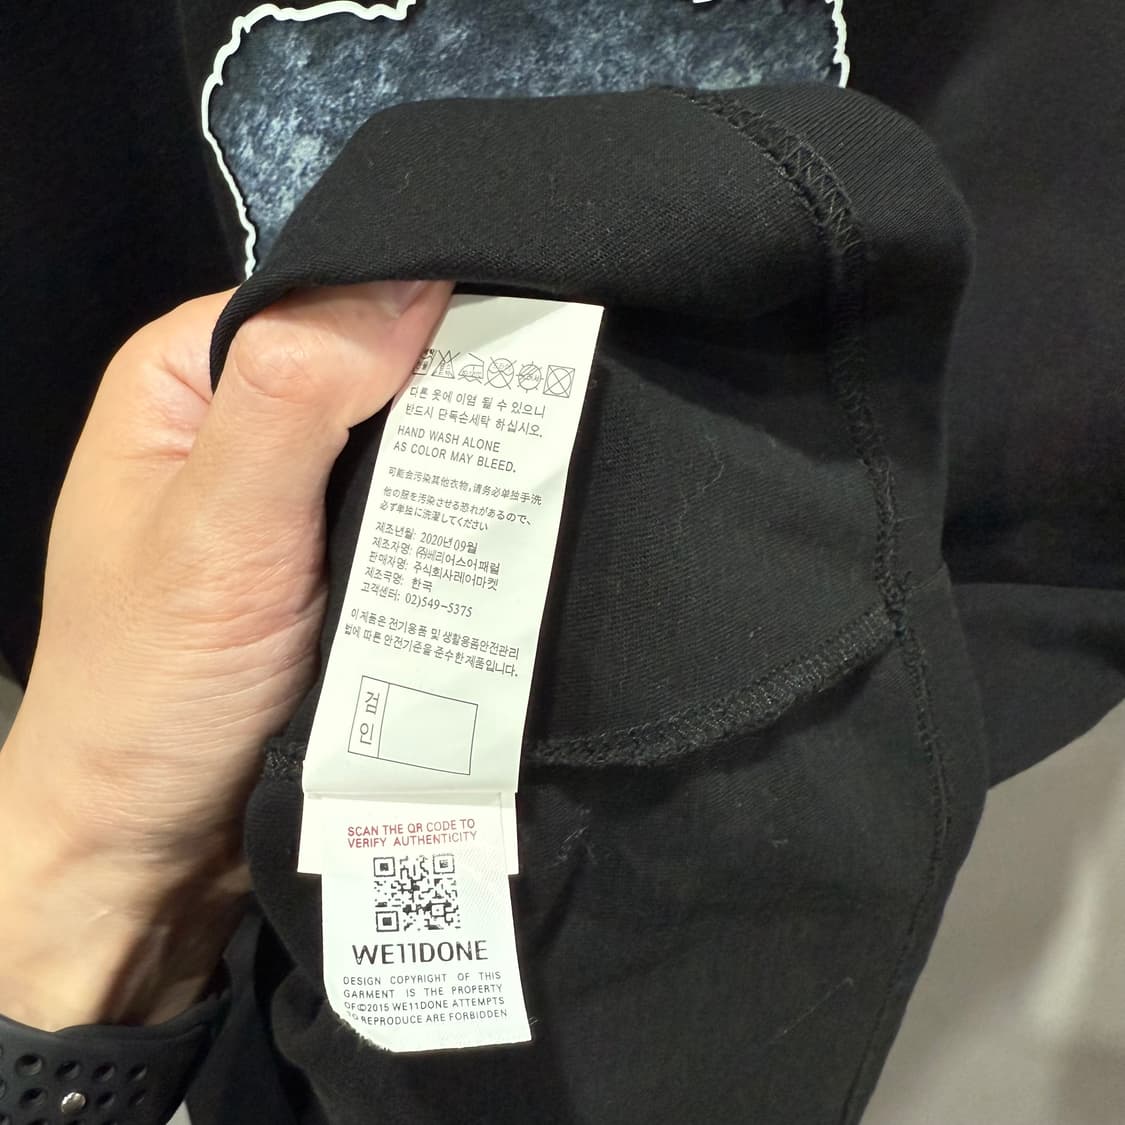 다른 옷에 이염 될 수 있으니
반드시 단독손세탁 하십시오.
HAND WASH ALONE
AS COLOR MAY BLEED.
可能会污染其他衣物,请务必单独手洗
他の服を汚染させる恐れがあるので、
必ず単独に洗濯してください
제조년월: 2020년 09월
제조자명: ㈜베리어스어패럴
판매자명: 주식회사레어마켓
제조국명: 한국
고객센터: 02)549-5375
이 제품은 전기용품 및 생활용품안전관리
법에 따른 안전기준을 준수한 제품입니다.
검
인
SCAN THE QR CODE TO
VERIFY AUTHENTICITY
WE11DONE
DESIGN COPYRIGHT OF THIS
GARMENT IS THE PROPERTY
OF©2015 WE11DONE ATTEMPTS
TO REPRODUCE ARE FORBIDDEN